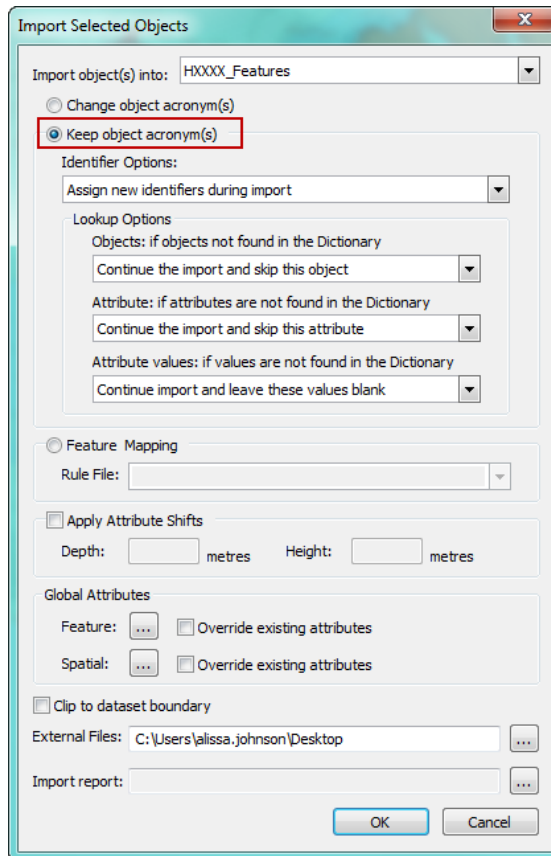 Import Selected Objects
Import object(s) into: HXXXX_Features
Change object acronym(s)
Keep object acronym(s)
Identifier Options:
Assign new identifiers during import
Lookup Options
Objects: if objects not found in the Dictionary
Continue the import and skip this object
Attribute: if attributes are not found in the Dictionary
Continue the import and skip this attribute
Attribute values: if values are not found in the Dictionary
Continue import and leave these values blank
Feature Mapping
Rule File:
Apply Attribute Shifts
Depth: metres Height: metres
Global Attributes
Feature: ... Override existing attributes
Spatial: ... Override existing attributes
Clip to dataset boundary
External Files: C:\Users\alissa.johnson\Desktop ...
Import report: ...
OK Cancel